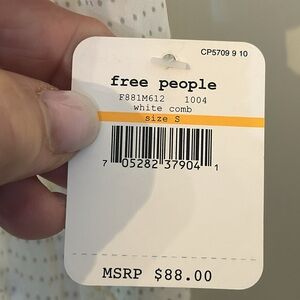 CP5709 9 10
free people
F881M612 1004
white comb
size S
7 05282 37904 1
MSRP $88.00